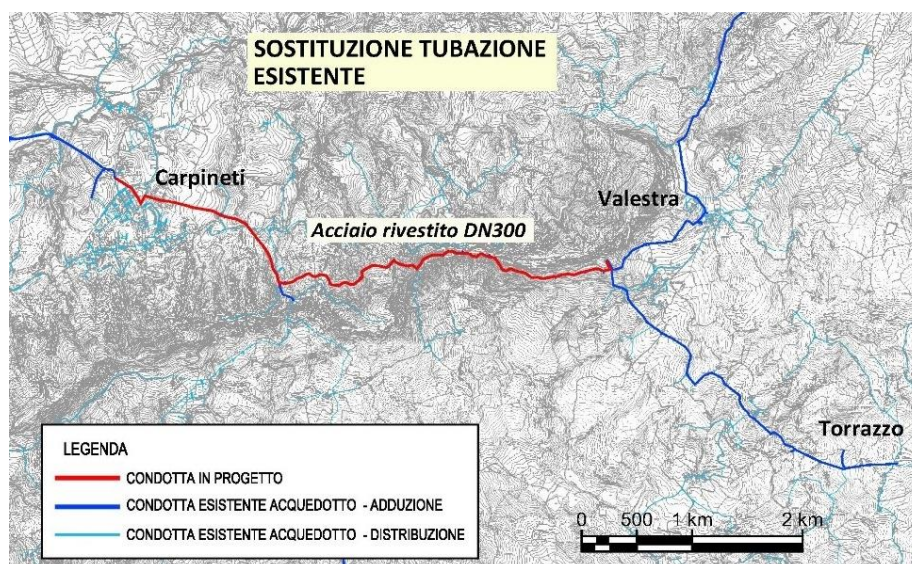 SOSTITUZIONE TUBAZIONE
ESISTENTE
Carpineti
Valestra
Acciaio rivestito DN300
Torrazzo
LEGENDA
CONDOTTA IN PROGETTO
CONDOTTA ESISTENTE ACQUEDOTTO - ADDUZIONE
CONDOTTA ESISTENTE ACQUEDOTTO - DISTRIBUZIONE
0 500 1 km 2 km